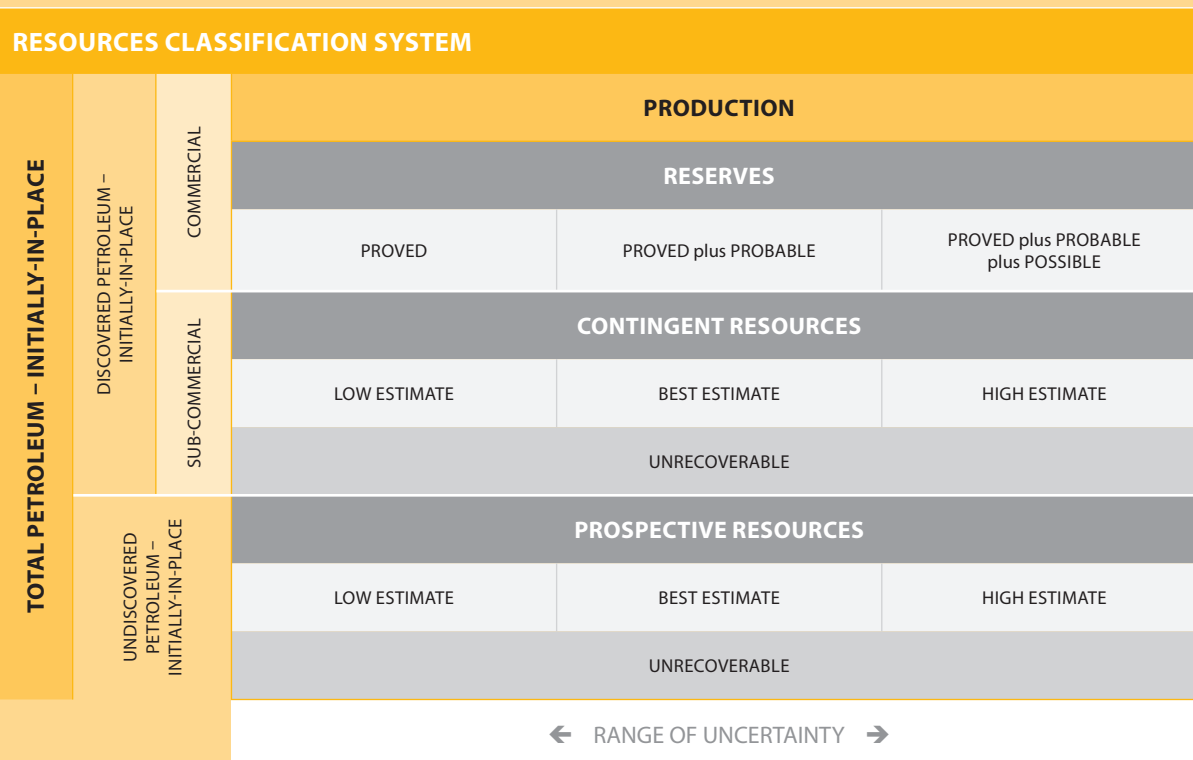 RESOURCES CLASSIFICATION SYSTEM
TOTAL PETROLEUM – INITIALLY-IN-PLACE
DISCOVERED PETROLEUM –
INITIALLY-IN-PLACE
COMMERCIAL
PRODUCTION
RESERVES
PROVED
PROVED plus PROBABLE
PROVED plus PROBABLE
plus POSSIBLE
SUB-COMMERCIAL
CONTINGENT RESOURCES
LOW ESTIMATE
BEST ESTIMATE
HIGH ESTIMATE
UNRECOVERABLE
UNDISCOVERED
PETROLEUM –
INITIALLY-IN-PLACE
PROSPECTIVE RESOURCES
LOW ESTIMATE
BEST ESTIMATE
HIGH ESTIMATE
UNRECOVERABLE
← RANGE OF UNCERTAINTY →